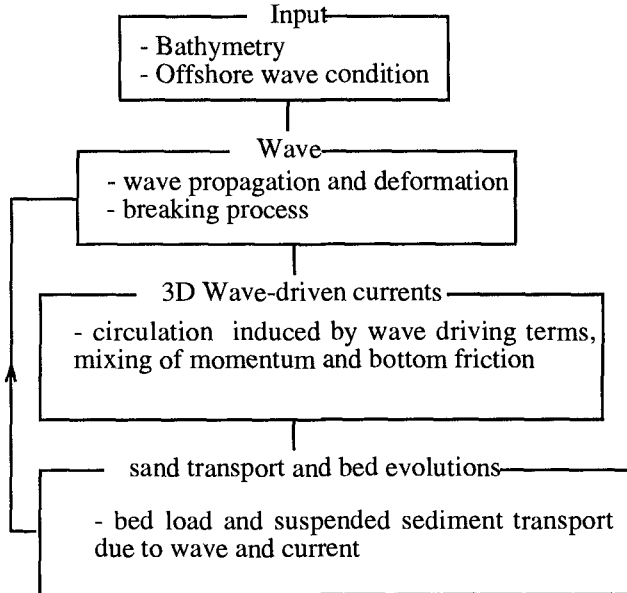 Input
- Bathymetry
- Offshore wave condition
Wave
- wave propagation and deformation
- breaking process
3D Wave-driven currents
- circulation induced by wave driving terms,
mixing of momentum and bottom friction
sand transport and bed evolutions
- bed load and suspended sediment transport
due to wave and current